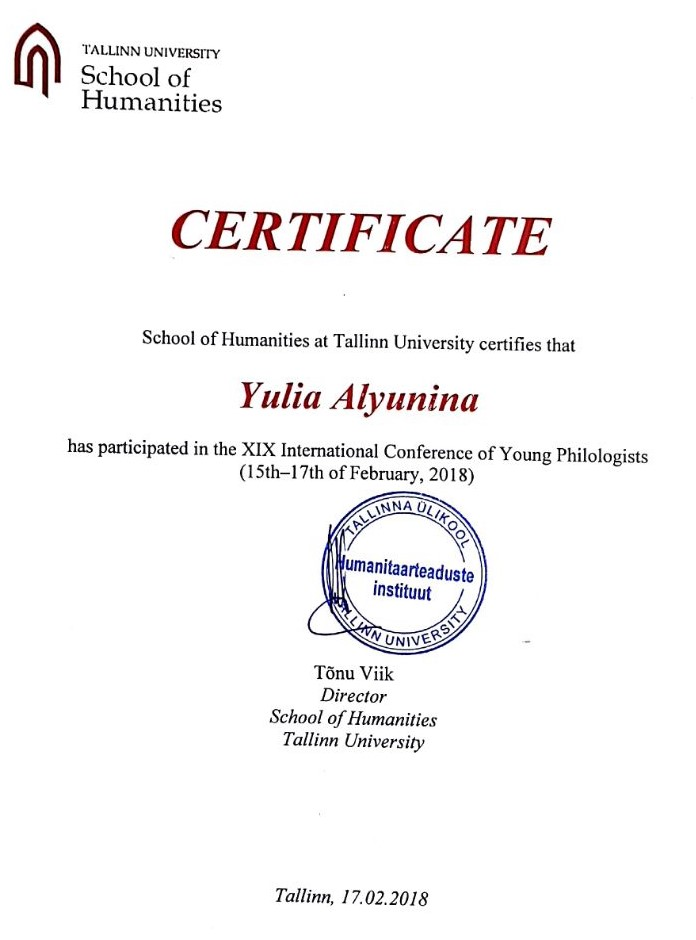 TALLINN UNIVERSITY
School of
Humanities
CERTIFICATE
School of Humanities at Tallinn University certifies that
Yulia Alyunina
has participated in the XIX International Conference of Young Philologists
(15th–17th of February, 2018)
TALLINNA ÜLIKOOL
Humanitaarteaduste
instituut
TALLINN UNIVERSITY
Tõnu Viik
Director
School of Humanities
Tallinn University
Tallinn, 17.02.2018